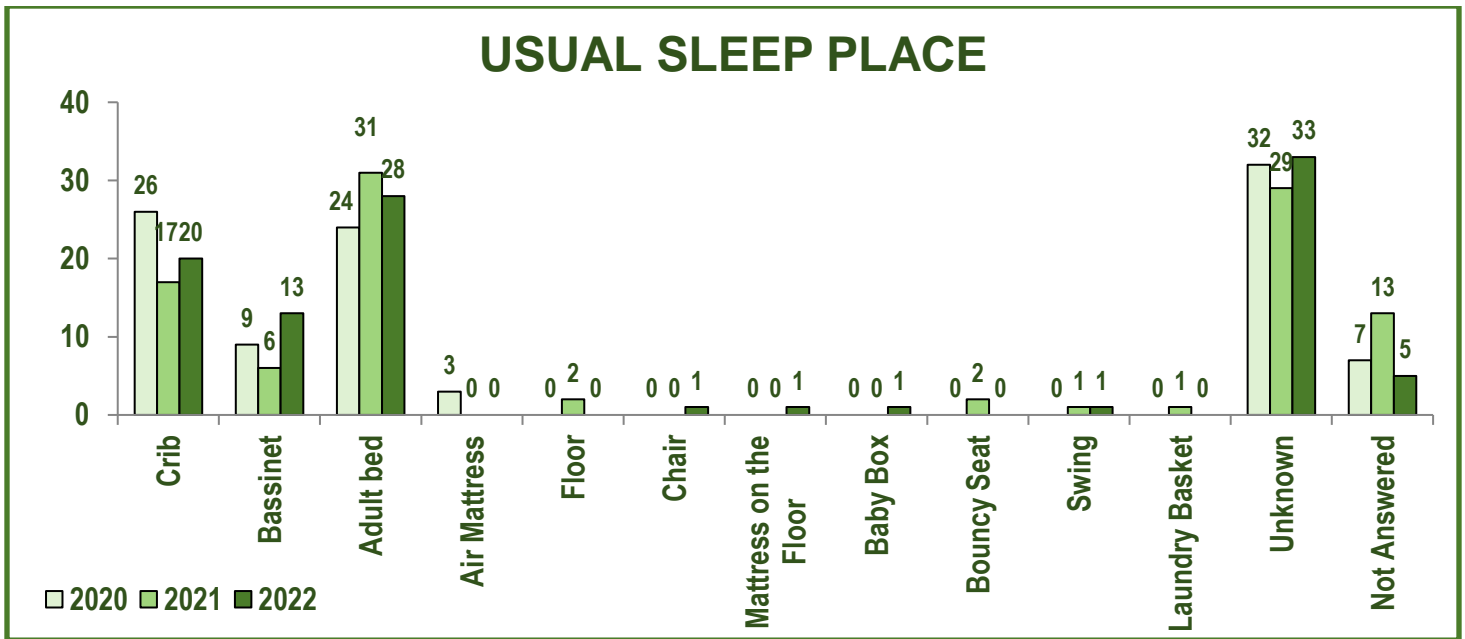 USUAL SLEEP PLACE
40
30
20
10
0
26
17
20
9
6
13
24
31
28
3
0
0
0
2
0
0
0
1
0
0
1
0
0
1
0
2
0
0
1
1
0
1
0
32
29
33
7
13
5
Crib
Bassinet
Adult bed
Air Mattress
Floor
Chair
Mattress on the
Floor
Baby Box
Bouncy Seat
Swing
Laundry Basket
Unknown
Not Answered
2020 2021 2022